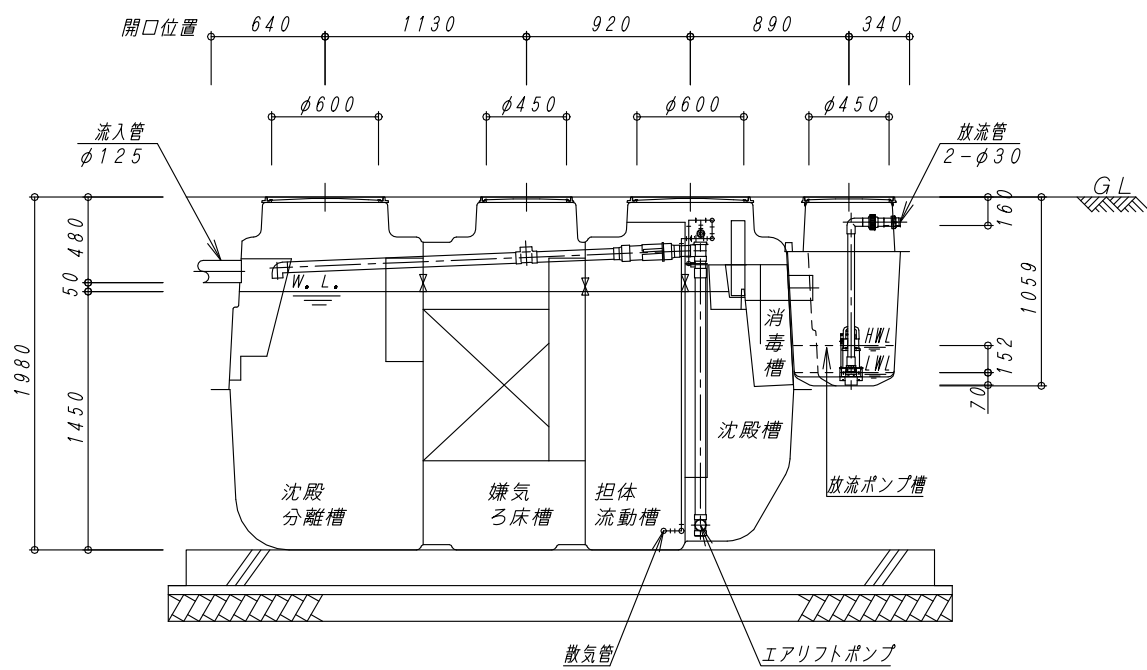 開口位置
640
1130
920
890
340
φ600
φ450
φ600
φ450
流入管
φ125
放流管
2-φ30
GL
480
50
1980
1450
160
1059
152
70
W. L.
HWL
LWL
消毒槽
沈殿槽
放流ポンプ槽
沈殿
分離槽
嫌気
ろ床槽
担体
流動槽
散気管
エアリフトポンプ